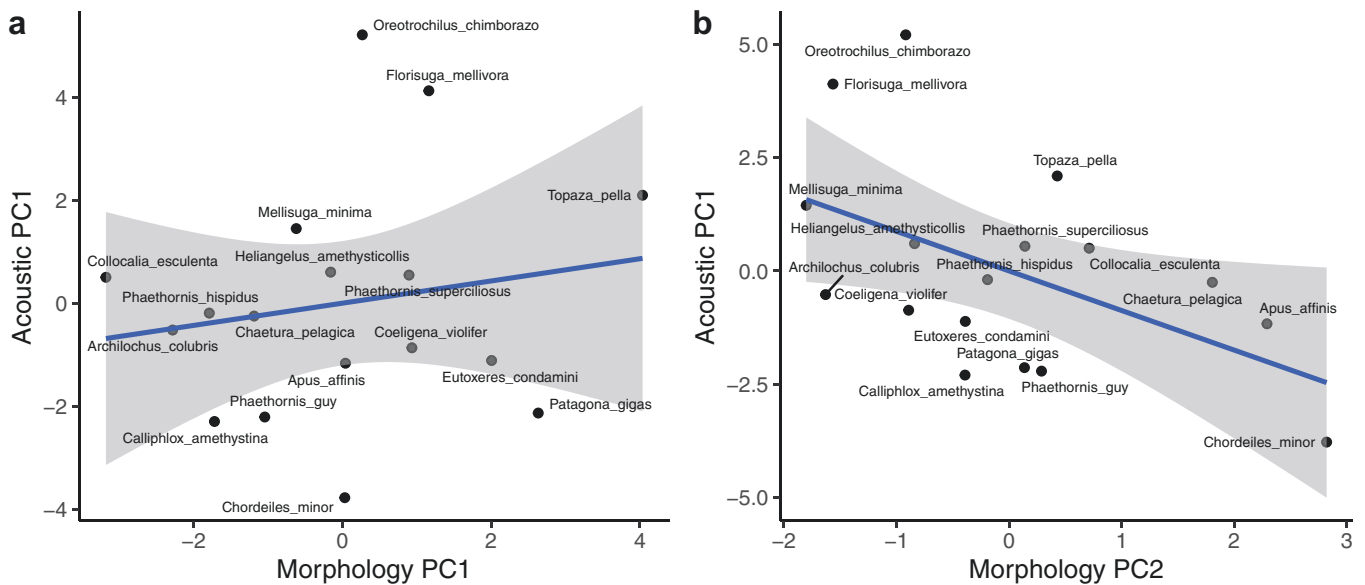 a
Oreotrochilus_chimborazo
Florisuga_mellivora
Topaza_pella
Mellisuga_minima
Heliangelus_amethysticollis
Collocalia_esculenta
Phaethornis_superciliosus
Phaethornis_hispidus
Chaetura_pelagica
Coeligena_violifer
Archilochus_colubris
Apus_affinis
Eutoxeres_condamini
Phaethornis_guy
Patagona_gigas
Calliphlox_amethystina
Chordeiles_minor
4
2
0
−2
−4
Acoustic PC1
−2
0
2
4
Morphology PC1
b
Oreotrochilus_chimborazo
Florisuga_mellivora
Topaza_pella
Mellisuga_minima
Heliangelus_amethysticollis
Phaethornis_superciliosus
Archilochus_colubris
Phaethornis_hispidus
Collocalia_esculenta
Coeligena_violifer
Chaetura_pelagica
Apus_affinis
Eutoxeres_condamini
Patagona_gigas
Calliphlox_amethystina
Phaethornis_guy
Chordeiles_minor
5.0
2.5
0.0
−2.5
−5.0
Acoustic PC1
−2
−1
0
1
2
3
Morphology PC2